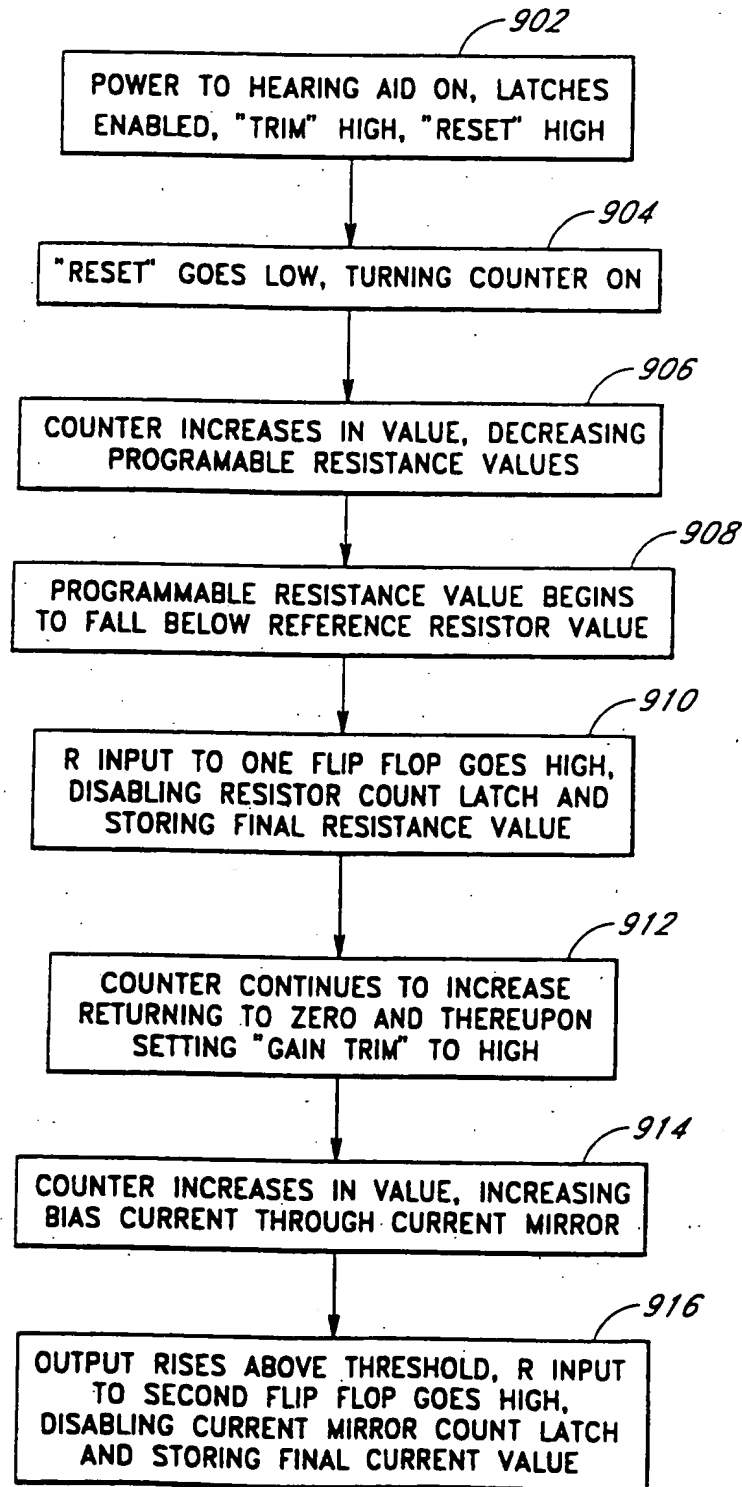 902
POWER TO HEARING AID ON, LATCHES
ENABLED, "TRIM" HIGH, "RESET" HIGH
904
"RESET" GOES LOW, TURNING COUNTER ON
906
COUNTER INCREASES IN VALUE, DECREASING
PROGRAMABLE RESISTANCE VALUES
908
PROGRAMMABLE RESISTANCE VALUE BEGINS
TO FALL BELOW REFERENCE RESISTOR VALUE
910
R INPUT TO ONE FLIP FLOP GOES HIGH,
DISABLING RESISTOR COUNT LATCH AND
STORING FINAL RESISTANCE VALUE
912
COUNTER CONTINUES TO INCREASE
RETURNING TO ZERO AND THEREUPON
SETTING "GAIN TRIM" TO HIGH
914
COUNTER INCREASES IN VALUE, INCREASING
BIAS CURRENT THROUGH CURRENT MIRROR
916
OUTPUT RISES ABOVE THRESHOLD, R INPUT
TO SECOND FLIP FLOP GOES HIGH,
DISABLING CURRENT MIRROR COUNT LATCH
AND STORING FINAL CURRENT VALUE